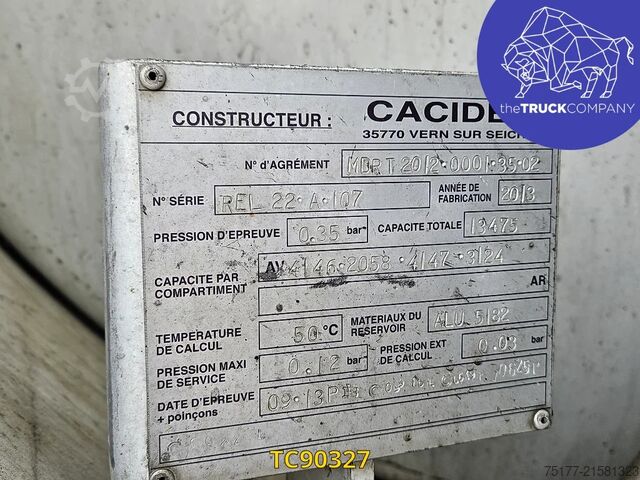 theTRUCKCOMPANY
CONSTRUCTEUR : CACIDE
35770 VERN SUR SEICH
N° d'AGRÉMENT MDRT 2012·0001·35·02
N° SÉRIE REL 22·A·107 ANNÉE DE FABRICATION 2013
PRESSION D'EPREUVE 0.35 bar CAPACITE TOTALE 13475
CAPACITE PAR COMPARTIMENT AV 4146·2058·4147·3124
AR
TEMPERATURE DE CALCUL 50 °C MATERIAUX DU RESERVOIR ALU 5182
PRESSION MAXI DE SERVICE 0.12 bar PRESSION EXT DE CALCUL 0.03 bar
DATE D'EPREUVE + poinçons 09·13
TC90327
75177-21581323